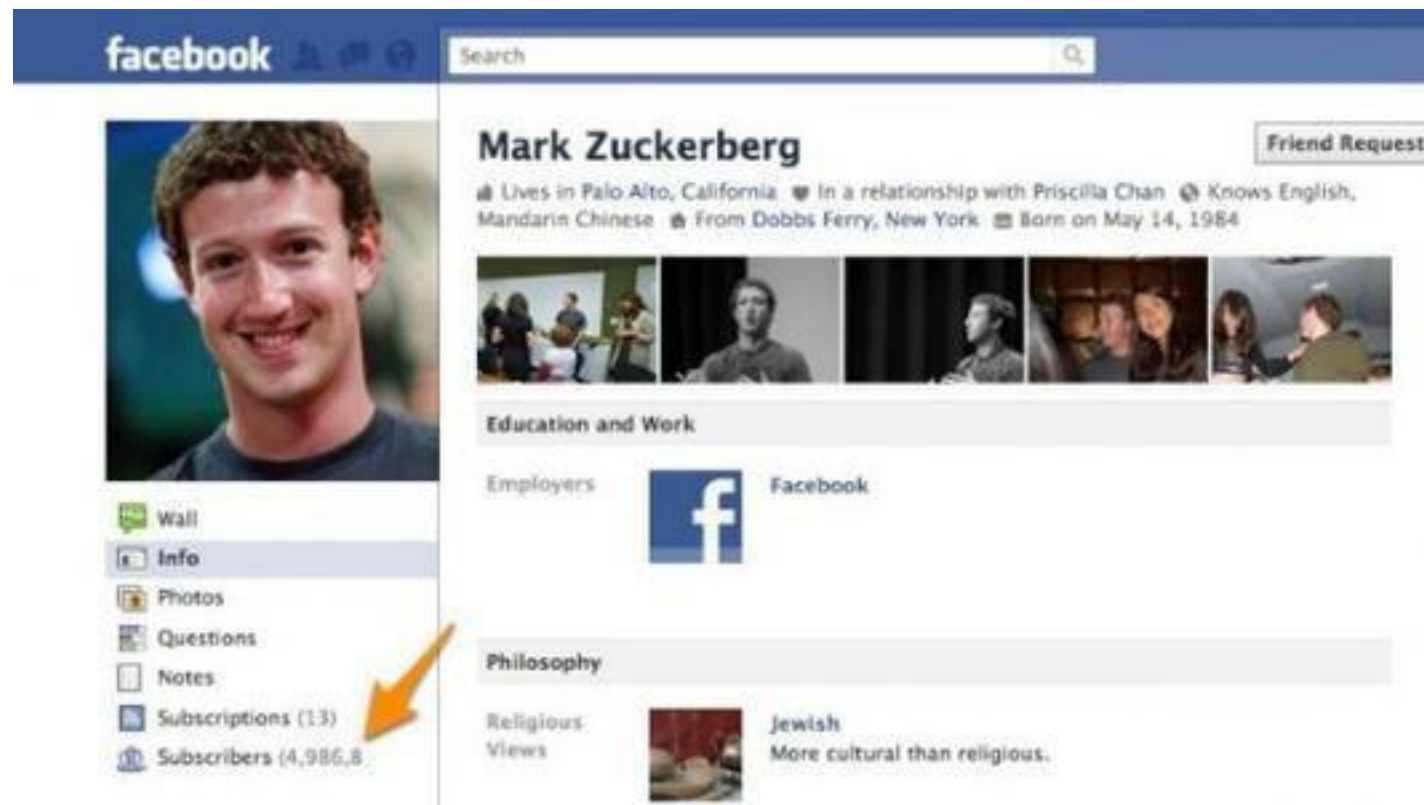 facebook
Search
Mark Zuckerberg
Friend Request
Lives in Palo Alto, California In a relationship with Priscilla Chan Knows English,
Mandarin Chinese From Dobbs Ferry, New York Born on May 14, 1984
Education and Work
Employers
Facebook
Wall
Info
Photos
Questions
Notes
Subscriptions (13)
Subscribers (4,986,8
Philosophy
Religious
Views
Jewish
More cultural than religious.